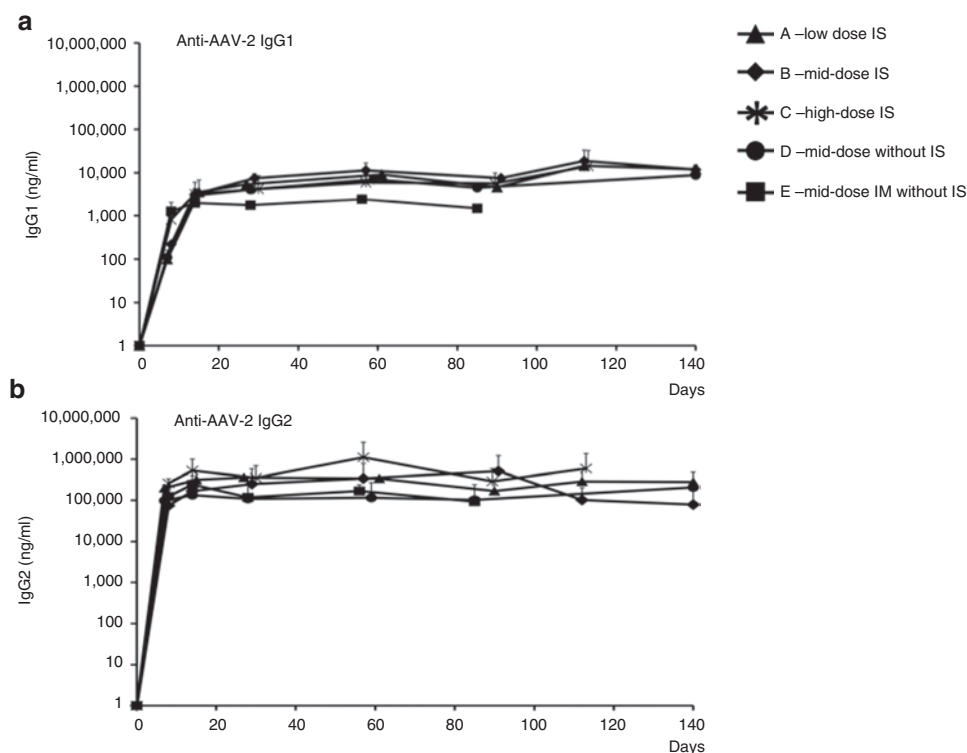 a
Anti-AAV-2 IgG1
IgG1 (ng/ml)
10,000,000
1,000,000
100,000
10,000
1,000
100
10
1
0 20 40 60 80 100 120 140
Days
A –low dose IS
B –mid-dose IS
C –high-dose IS
D –mid-dose without IS
E –mid-dose IM without IS
b
Anti-AAV-2 IgG2
IgG2 (ng/ml)
10,000,000
1,000,000
100,000
10,000
1,000
100
10
1
0 20 40 60 80 100 120 140
Days